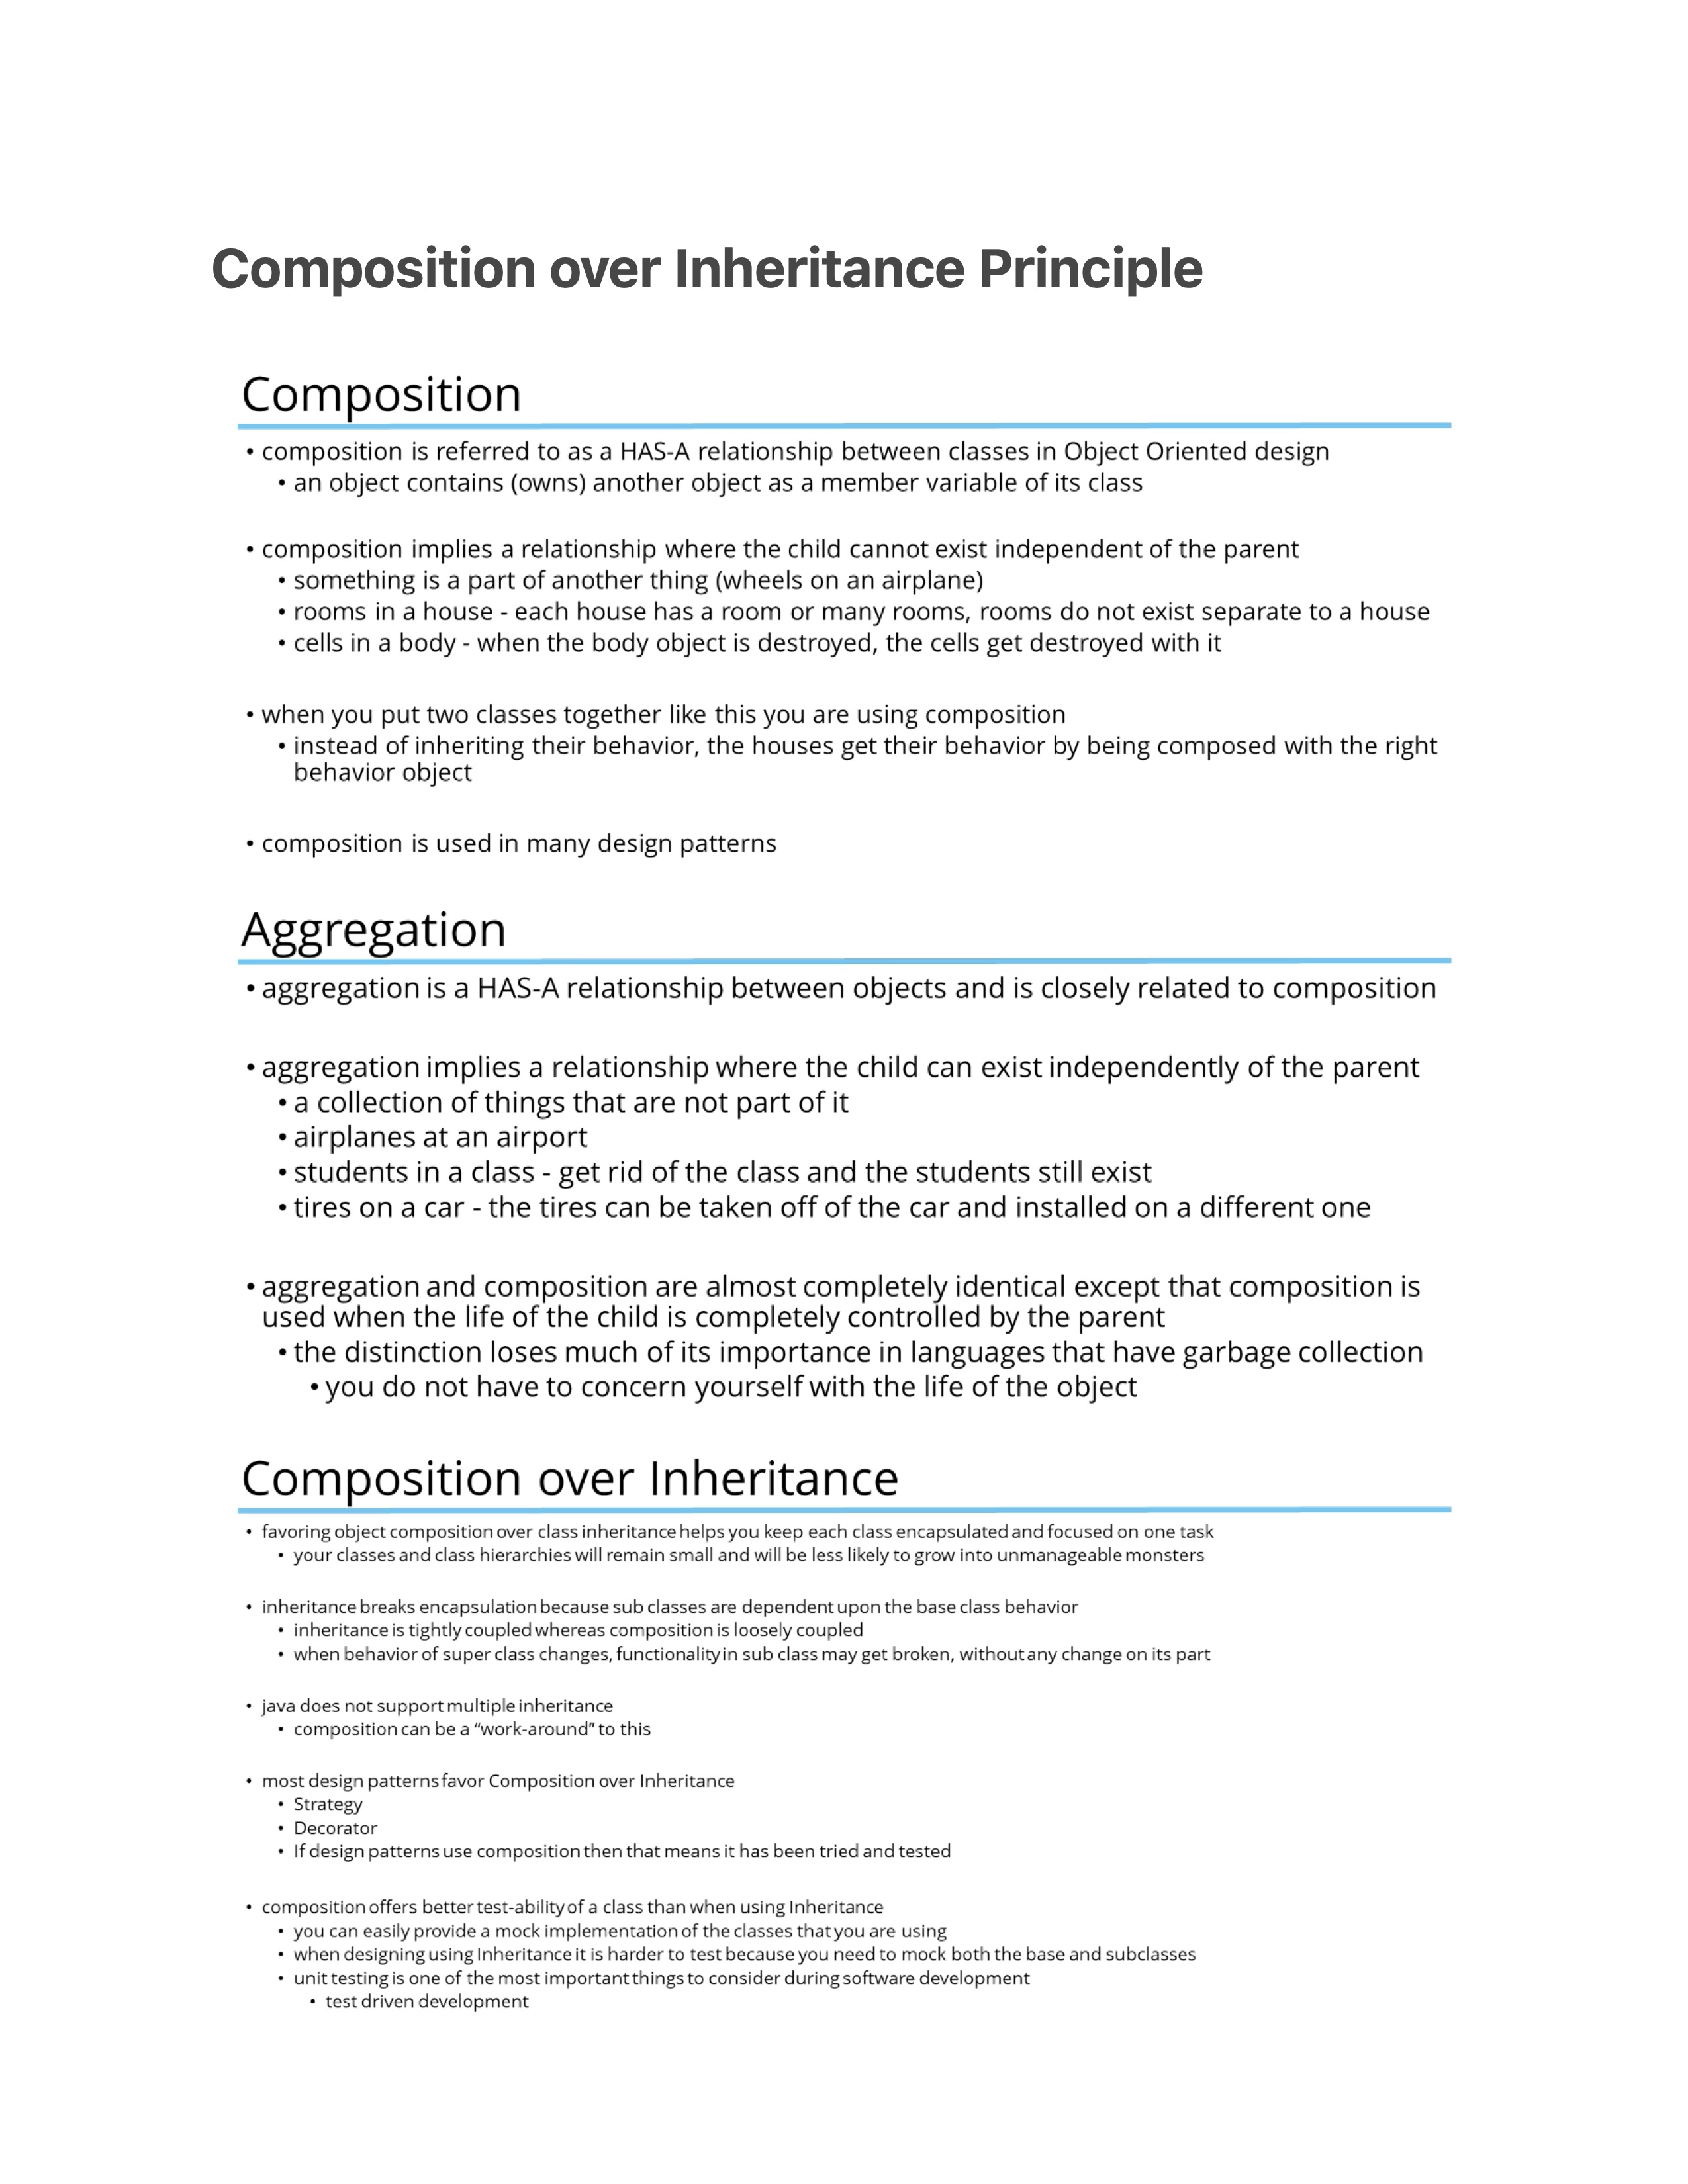 Composition over Inheritance Principle
Composition
• composition is referred to as a HAS-A relationship between classes in Object Oriented design
• an object contains (owns) another object as a member variable of its class
• composition implies a relationship where the child cannot exist independent of the parent
• something is a part of another thing (wheels on an airplane)
• rooms in a house - each house has a room or many rooms, rooms do not exist separate to a house
• cells in a body - when the body object is destroyed, the cells get destroyed with it
• when you put two classes together like this you are using composition
• instead of inheriting their behavior, the houses get their behavior by being composed with the right
behavior object
• composition is used in many design patterns
Aggregation
• aggregation is a HAS-A relationship between objects and is closely related to composition
• aggregation implies a relationship where the child can exist independently of the parent
• a collection of things that are not part of it
• airplanes at an airport
• students in a class - get rid of the class and the students still exist
• tires on a car - the tires can be taken off of the car and installed on a different one
• aggregation and composition are almost completely identical except that composition is
used when the life of the child is completely controlled by the parent
• the distinction loses much of its importance in languages that have garbage collection
• you do not have to concern yourself with the life of the object
Composition over Inheritance
• favoring object composition over class inheritance helps you keep each class encapsulated and focused on one task
• your classes and class hierarchies will remain small and will be less likely to grow into unmanageable monsters
• inheritance breaks encapsulation because sub classes are dependent upon the base class behavior
• inheritance is tightly coupled whereas composition is loosely coupled
• when behavior of super class changes, functionality in sub class may get broken, without any change on its part
• java does not support multiple inheritance
• composition can be a “work-around” to this
• most design patterns favor Composition over Inheritance
• Strategy
• Decorator
• If design patterns use composition then that means it has been tried and tested
• composition offers better test-ability of a class than when using Inheritance
• you can easily provide a mock implementation of the classes that you are using
• when designing using Inheritance it is harder to test because you need to mock both the base and subclasses
• unit testing is one of the most important things to consider during software development
• test driven development